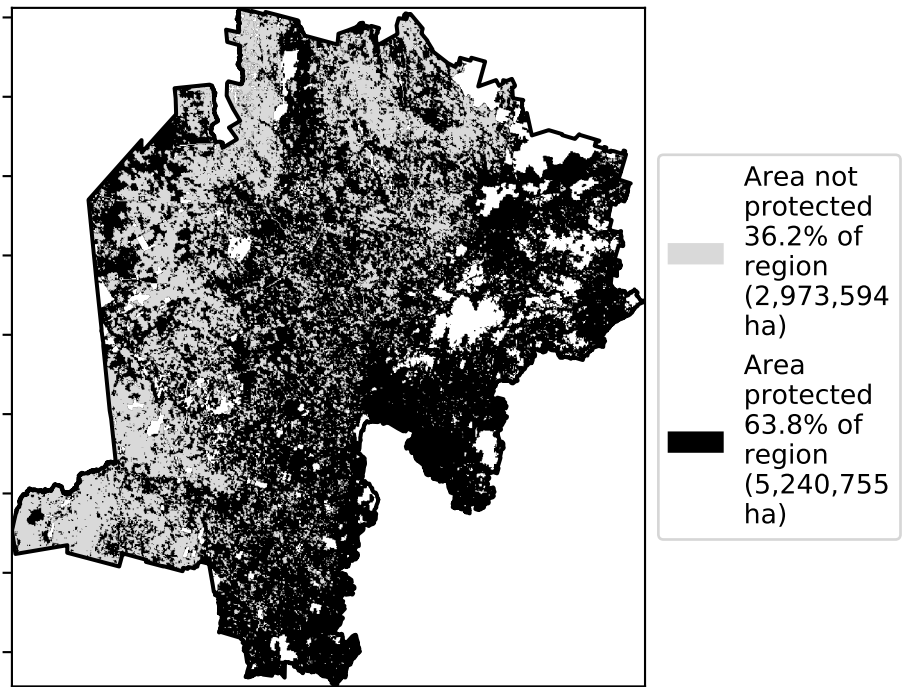 Area not
protected
36.2% of
region
(2,973,594
ha)
Area
protected
63.8% of
region
(5,240,755
ha)